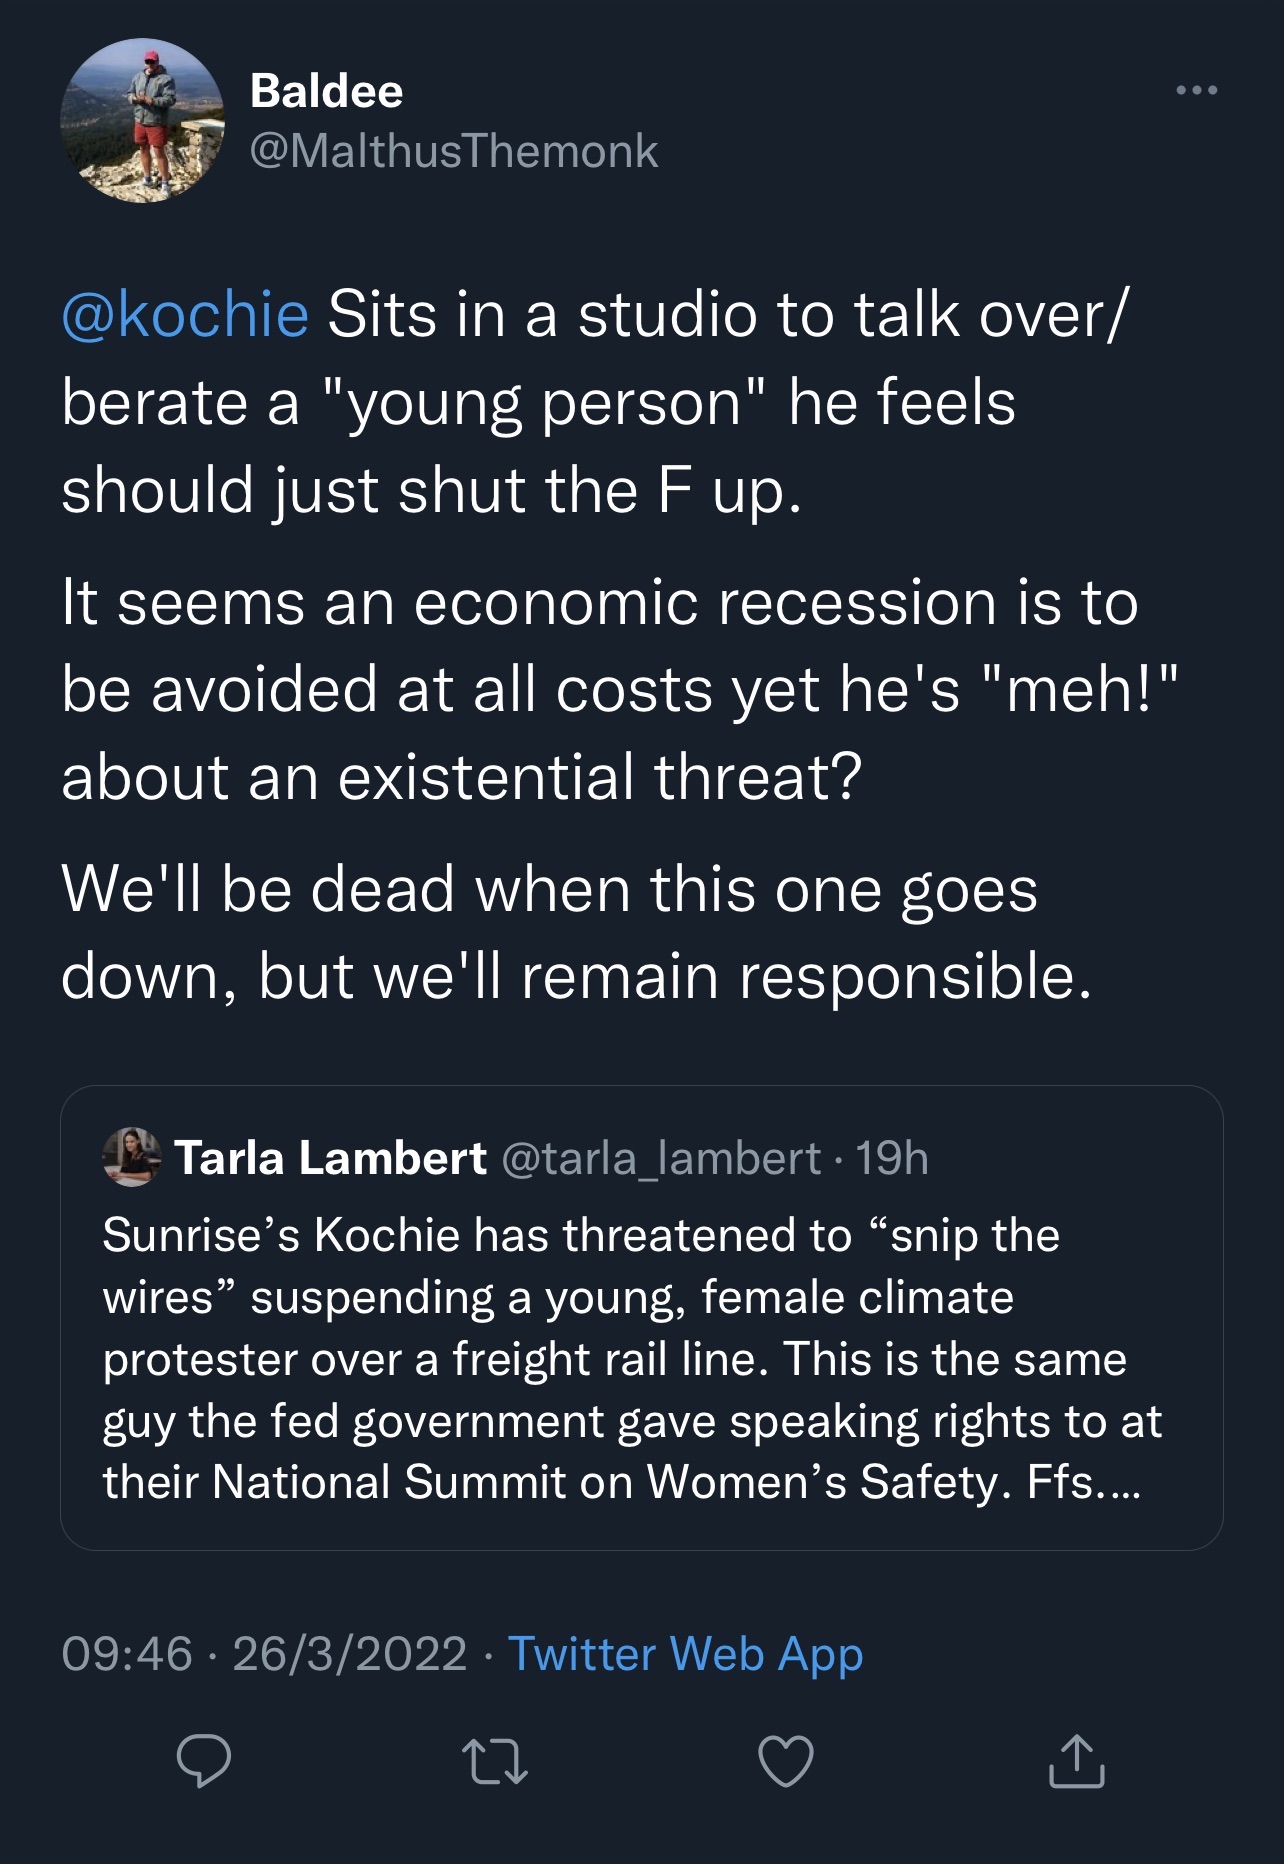 Baldee
@MalthusThemonk
@kochie Sits in a studio to talk over/
berate a "young person" he feels
should just shut the F up.
It seems an economic recession is to
be avoided at all costs yet he's "meh!"
about an existential threat?
We'll be dead when this one goes
down, but we'll remain responsible.
Tarla Lambert @tarla_lambert · 19h
Sunrise’s Kochie has threatened to “snip the
wires” suspending a young, female climate
protester over a freight rail line. This is the same
guy the fed government gave speaking rights to at
their National Summit on Women’s Safety. Ffs.…
09:46 · 26/3/2022 · Twitter Web App